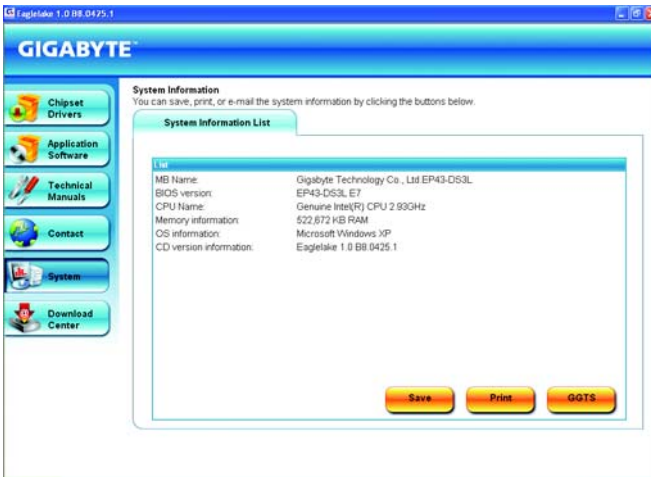 Eaglelake 1.0 B8.0425.1
GIGABYTE™
Chipset
Drivers
Application
Software
Technical
Manuals
Contact
System
Download
Center
System Information
You can save, print, or e-mail the system information by clicking the buttons below.
System Information List
List
MB Name: Gigabyte Technology Co., Ltd.EP43-DS3L
BIOS version: EP43-DS3L E7
CPU Name: Genuine Intel(R) CPU 2.93GHz
Memory information: 522,672 KB RAM
OS information: Microsoft Windows XP
CD version information: Eaglelake 1.0 B8.0425.1
Save Print GGTS